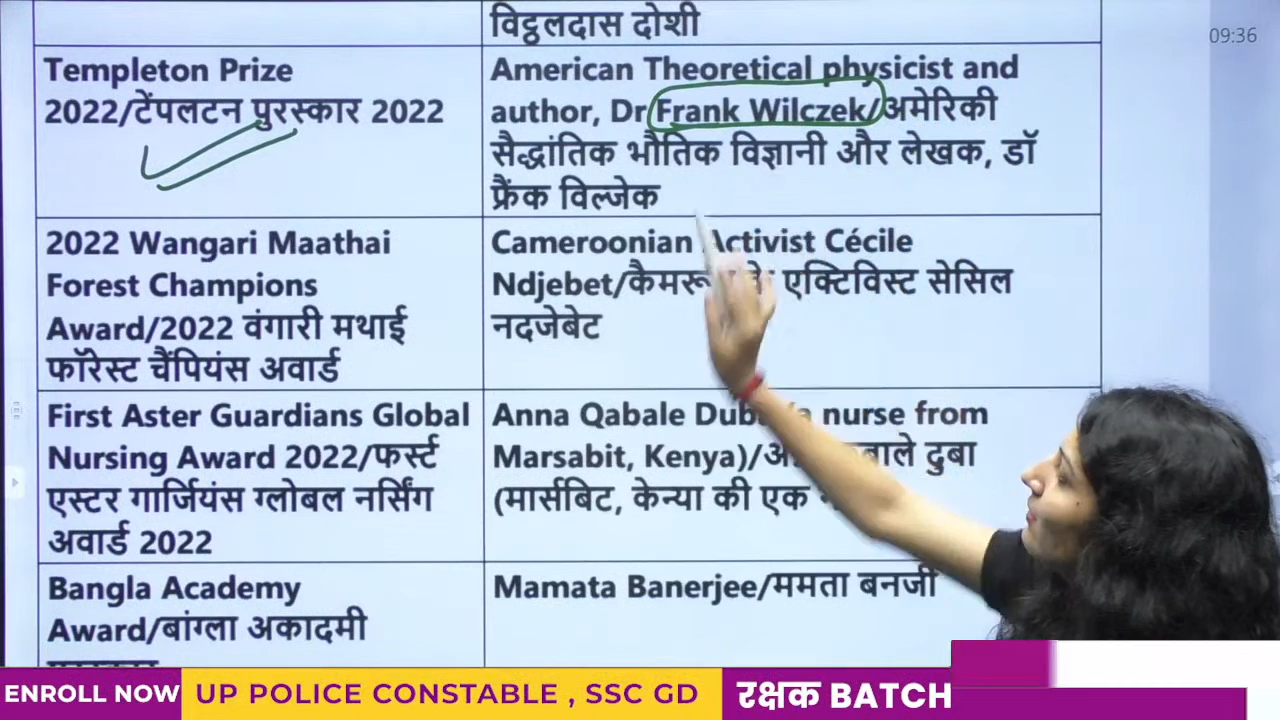 विट्ठलदास दोशी
09:36
Templeton Prize
2022/टेंपलटन पुरस्कार 2022
American Theoretical physicist and
author, Dr Frank Wilczek/अमेरिकी
सैद्धांतिक भौतिक विज्ञानी और लेखक, डॉ
फ्रैंक विल्जेक
2022 Wangari Maathai
Forest Champions
Award/2022 वंगारी मथाई
फॉरेस्ट चैंपियंस अवार्ड
Cameroonian Activist Cécile
Ndjebet/ एक्टिविस्ट सेसिल
नदजेबेट
First Aster Guardians Global
Nursing Award 2022/फर्स्ट
एस्टर गार्जियंस ग्लोबल नर्सिंग
अवार्ड 2022
Anna Qabale nurse from
Marsabit, Kenya)/ दुबा
(मार्सबिट, केन्या की एक
Bangla Academy
Award/बांग्ला अकादमी
Mamata Banerjee/ममता बनर्जी
ENROLL NOW
UP POLICE CONSTABLE , SSC GD
रक्षक BATCH